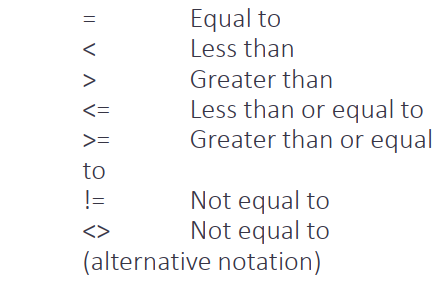 = Equal to
< Less than
> Greater than
<= Less than or equal to
>= Greater than or equal
to
!= Not equal to
<> Not equal to
(alternative notation)